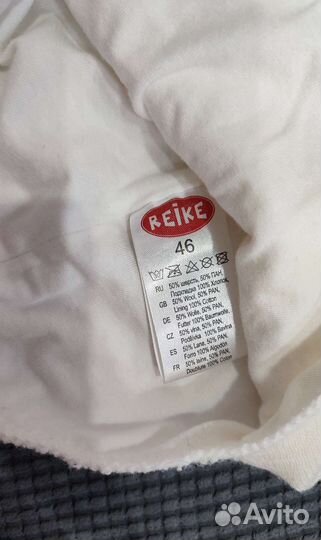 REIKE
46
RU 50% шерсть, 50% ПАН,
Подкладка 100% Хлопок,
GB 50% Wool, 50% PAN,
Lining 100% Cotton
DE 50% Wolle, 50% PAN,
Futter 100% Baumwolle,
CZ 50% vlna, 50% PAN,
Podšívka 100% Bavlna
ES 50% Lana, 50% PAN,
Forro 100% Algodón
FR 50% laine, 50% PAN,
Doublute 100% Coton
Avito